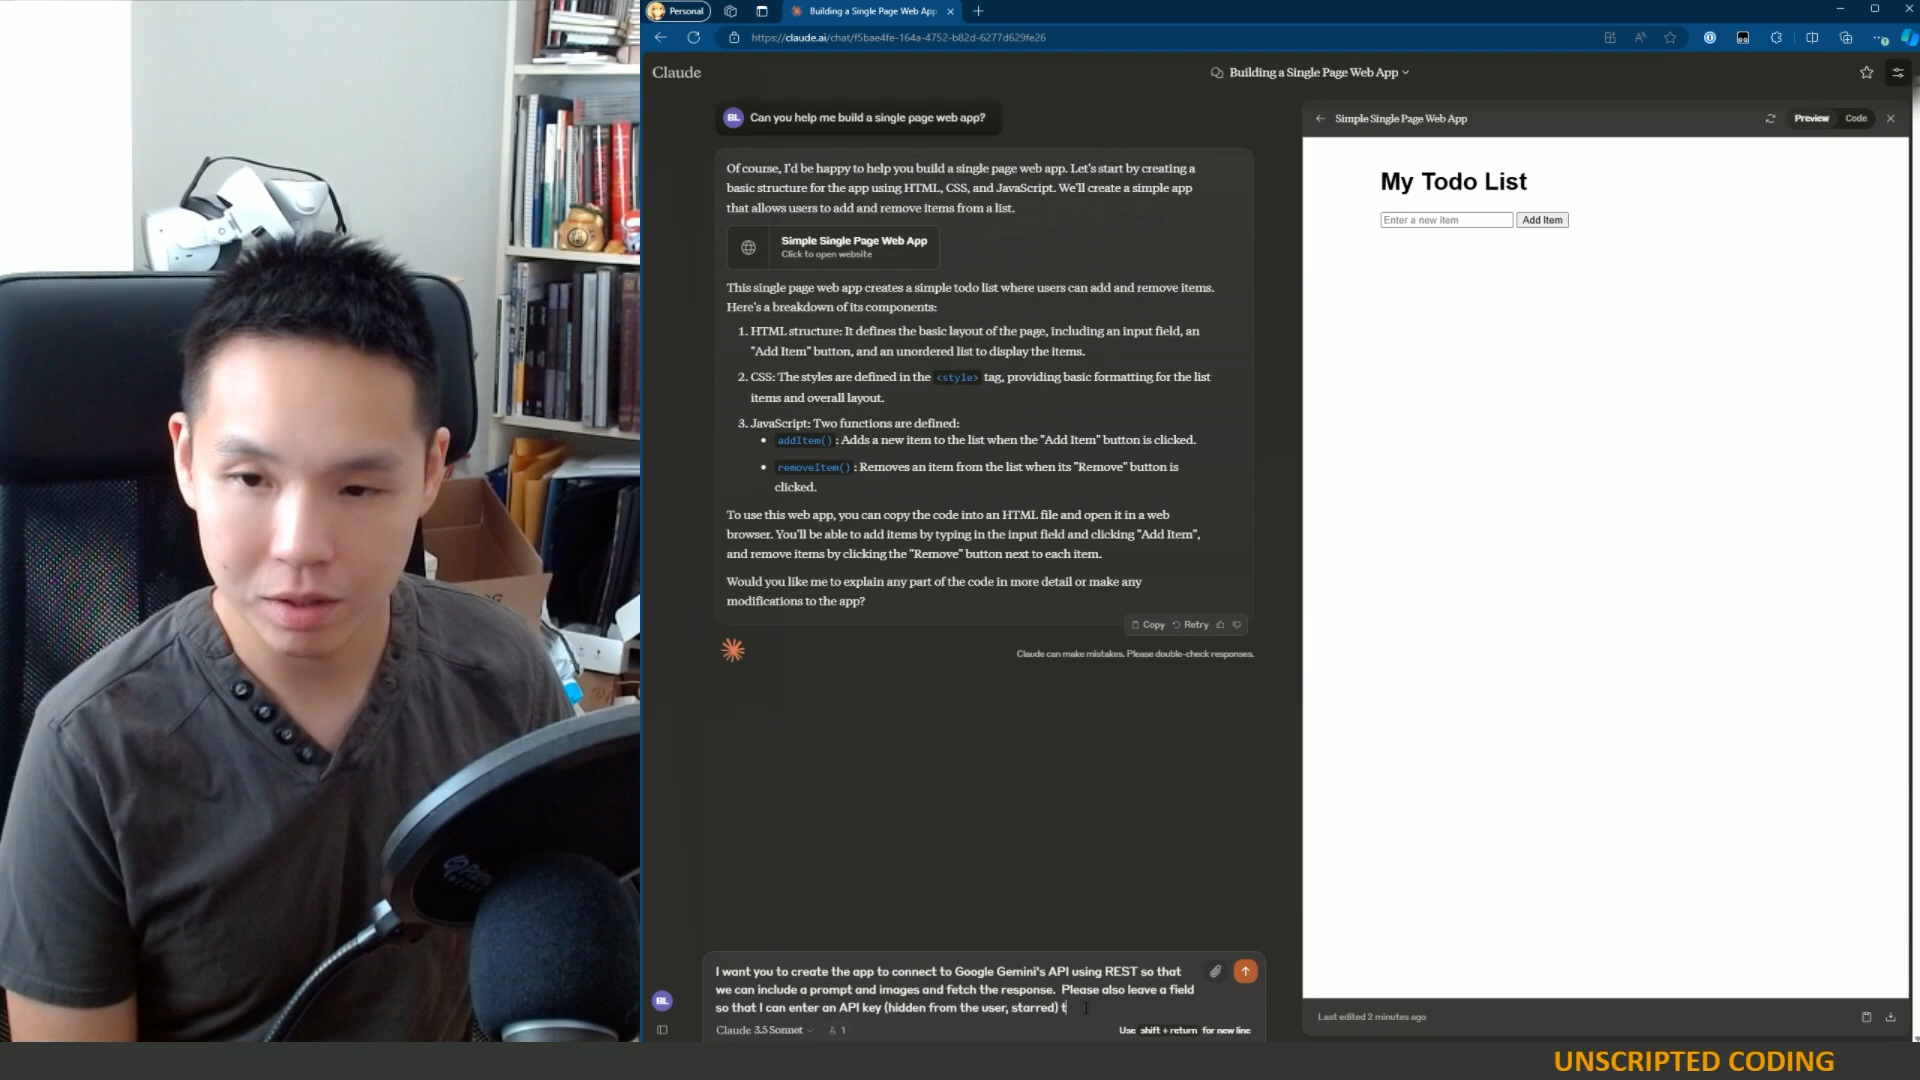 Personal
Building a Single Page Web App
https://claude.ai/chat/f5bae4fe-164a-4752-b82d-6277d629fe26
Claude
Building a Single Page Web App
BL
Can you help me build a single page web app?
Of course, I'd be happy to help you build a single page web app. Let's start by creating a
basic structure for the app using HTML, CSS, and JavaScript. We'll create a simple app
that allows users to add and remove items from a list.
Simple Single Page Web App
Click to open website
This single page web app creates a simple todo list where users can add and remove items.
Here's a breakdown of its components:
1. HTML structure: It defines the basic layout of the page, including an input field, an
"Add Item" button, and an unordered list to display the items.
2. CSS: The styles are defined in the <style> tag, providing basic formatting for the list
items and overall layout.
3. JavaScript: Two functions are defined:
• addItem() : Adds a new item to the list when the "Add Item" button is clicked.
• removeItem() : Removes an item from the list when its "Remove" button is
clicked.
To use this web app, you can copy the code into an HTML file and open it in a web
browser. You'll be able to add items by typing in the input field and clicking "Add Item",
and remove items by clicking the "Remove" button next to each item.
Would you like me to explain any part of the code in more detail or make any
modifications to the app?
Copy Retry
Claude can make mistakes. Please double-check responses.
I want you to create the app to connect to Google Gemini's API using REST so that
we can include a prompt and images and fetch the response.  Please also leave a field
so that I can enter an API key (hidden from the user, starred) t
BL
Claude 3.5 Sonnet
1
Use shift + return for new line
Simple Single Page Web App
Preview Code
My Todo List
Enter a new item
Add Item
Last edited 2 minutes ago
UNSCRIPTED CODING